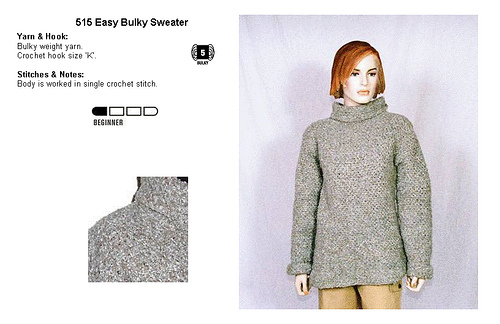 515 Easy Bulky Sweater
Yarn & Hook:
Bulky weight yarn.
Crochet hook size "K".
5
BULKY
Stitches & Notes:
Body is worked in single crochet stitch.
BEGINNER